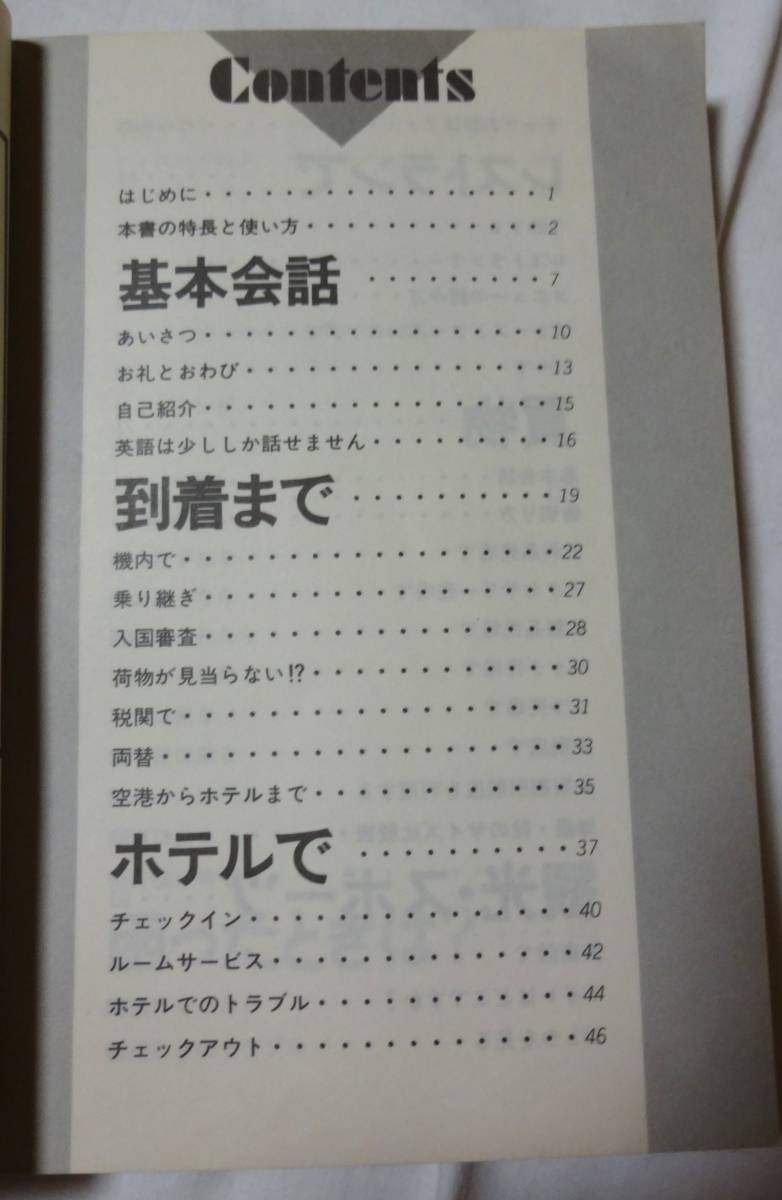 Contents
はじめに・・・・・・・・・・・・・・・・・1
本書の特長と使い方・・・・・・・・・・・・2
基本会話・・・・・・・・・7
あいさつ・・・・・・・・・・・・・・・・・10
お礼とおわび・・・・・・・・・・・・・・・13
自己紹介・・・・・・・・・・・・・・・・・15
英語は少ししか話せません・・・・・・・・・16
到着まで・・・・・・・・・・19
機内で・・・・・・・・・・・・・・・・・・22
乗り継ぎ・・・・・・・・・・・・・・・・・27
入国審査・・・・・・・・・・・・・・・・・28
荷物が見当らない!?・・・・・・・・・・・・30
税関で・・・・・・・・・・・・・・・・・・31
両替・・・・・・・・・・・・・・・・・・・33
空港からホテルまで・・・・・・・・・・・・35
ホテルで・・・・・・・・・・37
チェックイン・・・・・・・・・・・・・・・40
ルームサービス・・・・・・・・・・・・・・42
ホテルでのトラブル・・・・・・・・・・・・44
チェックアウト・・・・・・・・・・・・・・46